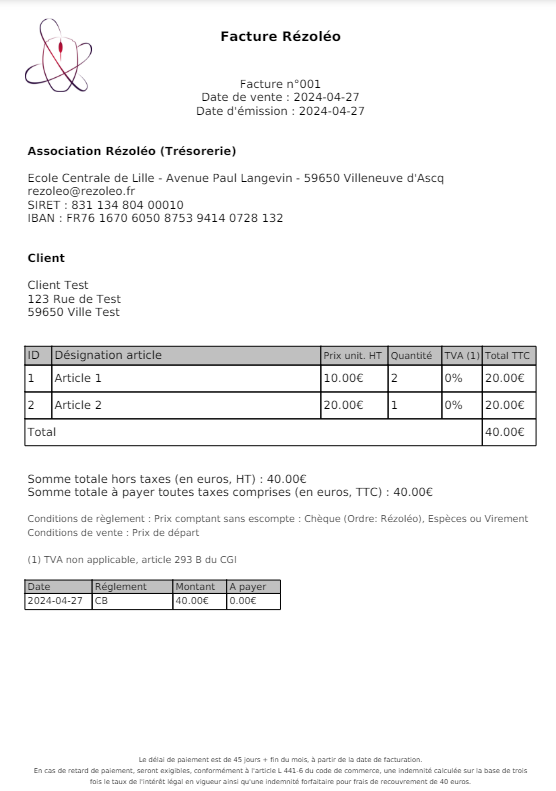 Facture Rézoléo
Facture n°001
Date de vente : 2024-04-27
Date d'émission : 2024-04-27
Association Rézoléo (Trésorerie)
Ecole Centrale de Lille - Avenue Paul Langevin - 59650 Villeneuve d'Ascq
rezoleo@rezoleo.fr
SIRET : 831 134 804 00010
IBAN : FR76 1670 6050 8753 9414 0728 132
Client
Client Test
123 Rue de Test
59650 Ville Test
ID Désignation article Prix unit. HT Quantité TVA (1) Total TTC
1 Article 1 10.00€ 2 0% 20.00€
2 Article 2 20.00€ 1 0% 20.00€
Total 40.00€
Somme totale hors taxes (en euros, HT) : 40.00€
Somme totale à payer toutes taxes comprises (en euros, TTC) : 40.00€
Conditions de règlement : Prix comptant sans escompte : Chèque (Ordre: Rézoléo), Espèces ou Virement
Conditions de vente : Prix de départ
(1) TVA non applicable, article 293 B du CGI
Date Réglement Montant A payer
2024-04-27 CB 40.00€ 0.00€
Le délai de paiement est de 45 jours + fin du mois, à partir de la date de facturation.
En cas de retard de paiement, seront exigibles, conformément à l'article L 441-6 du code de commerce, une indemnité calculée sur la base de trois
fois le taux de l'intérêt légal en vigueur ainsi qu'une indemnité forfaitaire pour frais de recouvrement de 40 euros.